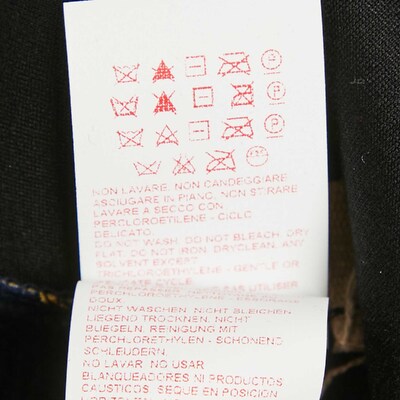 NON LAVARE, NON CANDEGGIARE
ASCIUGARE IN PIANO, NON STIRARE
LAVARE A SECCO CON
PERCLOROETILENE - CICLO
DELICATO.
DO NOT WASH, DO NOT BLEACH, DRY
FLAT, DO NOT IRON, DRYCLEAN, ANY
SOLVENT EXCEPT
TRICHLOROETHYLENE - GENTLE OR
DOUX
NICHT WASCHEN, NICHT BLEICHEN
LIEGEND TROCKNEN, NICHT
BUEGELN, REINIGUNG MIT
PERCHLORETHYLEN - SCHONEND
SCHLEUDERN.
NO LAVAR, NO USAR
BLANQUEADORES NI PRODUCTOS
CAUSTICOS, SEQUE EN POSICION